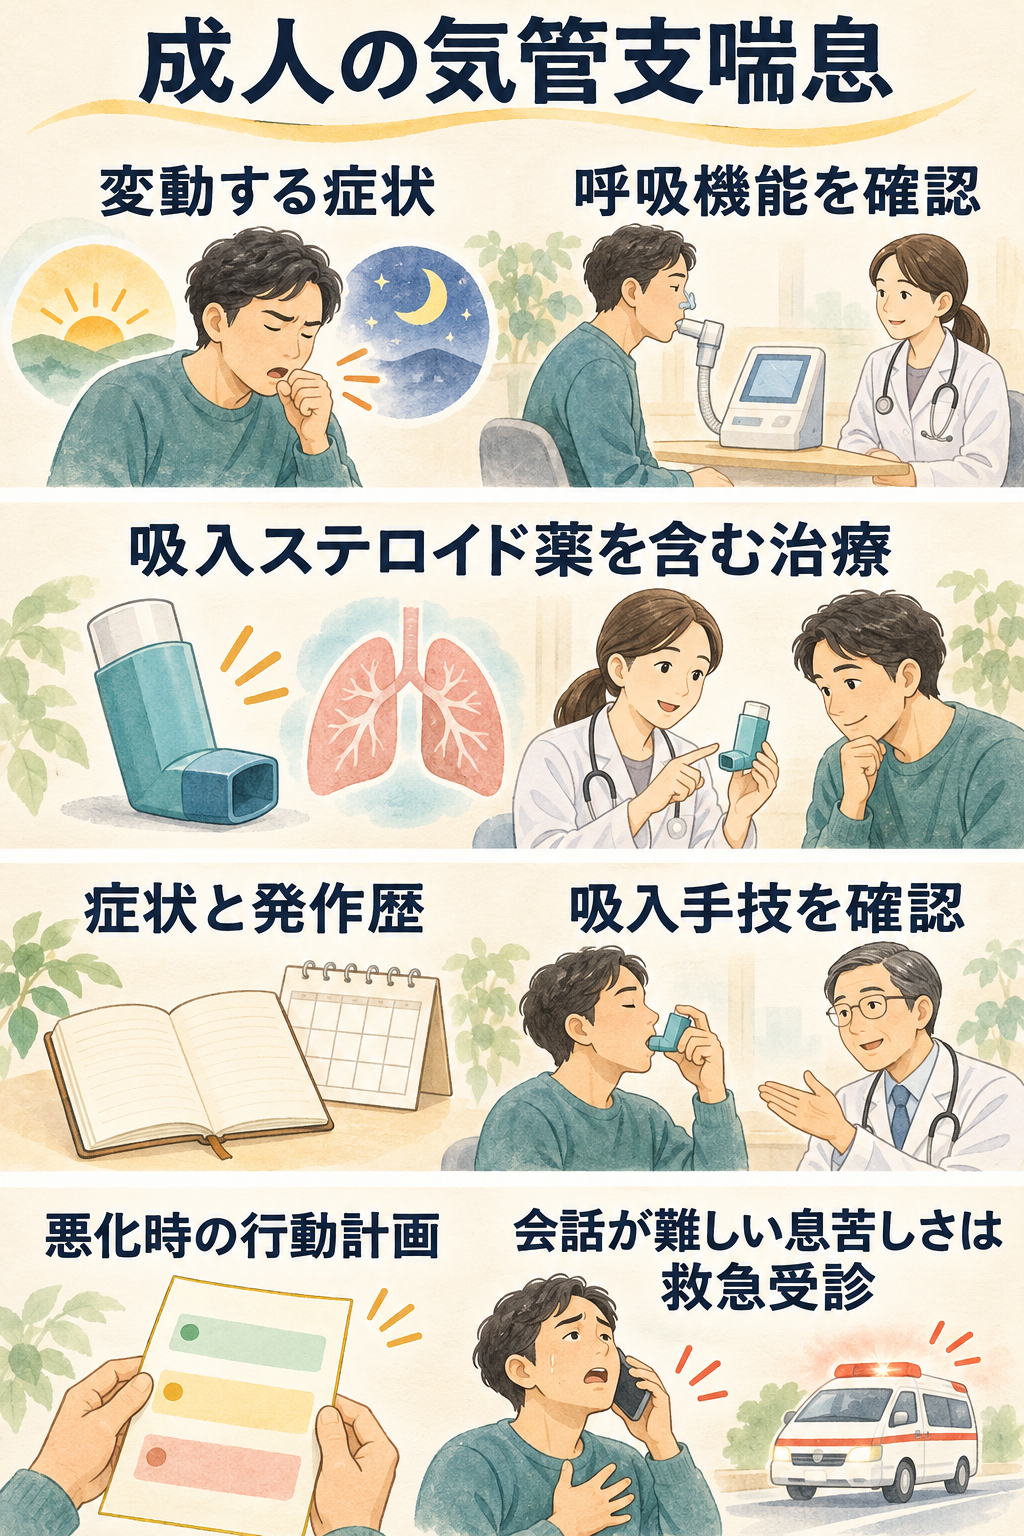 成人の気管支喘息
変動する症状
呼吸機能を確認
吸入ステロイド薬を含む治療
症状と発作歴
吸入手技を確認
悪化時の行動計画
会話が難しい息苦しさは
救急受診